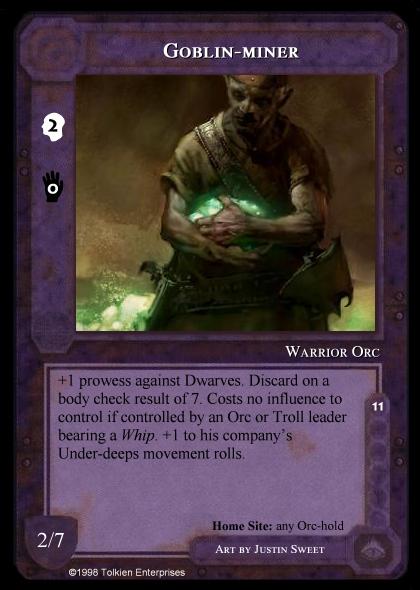 Goblin-miner
2
0
Warrior Orc
+1 prowess against Dwarves. Discard on a
body check result of 7. Costs no influence to
control if controlled by an Orc or Troll leader
bearing a Whip. +1 to his company's
Under-deeps movement rolls.
11
Home Site: any Orc-hold
2/7
Art by Justin Sweet
©1998 Tolkien Enterprises